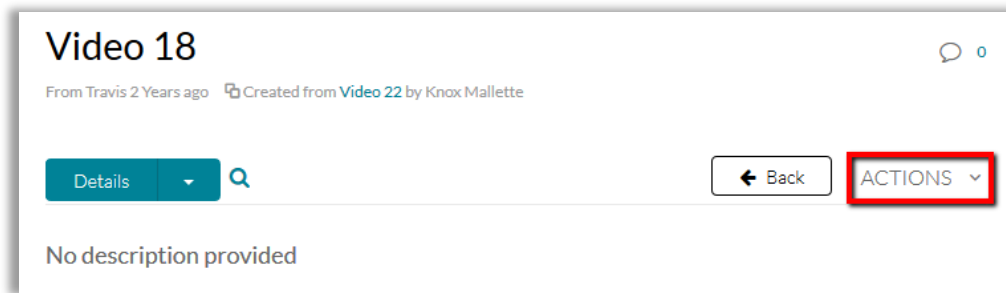 Video 18
0
From Travis 2 Years ago Created from Video 22 by Knox Mallette
Details Back ACTIONS
No description provided